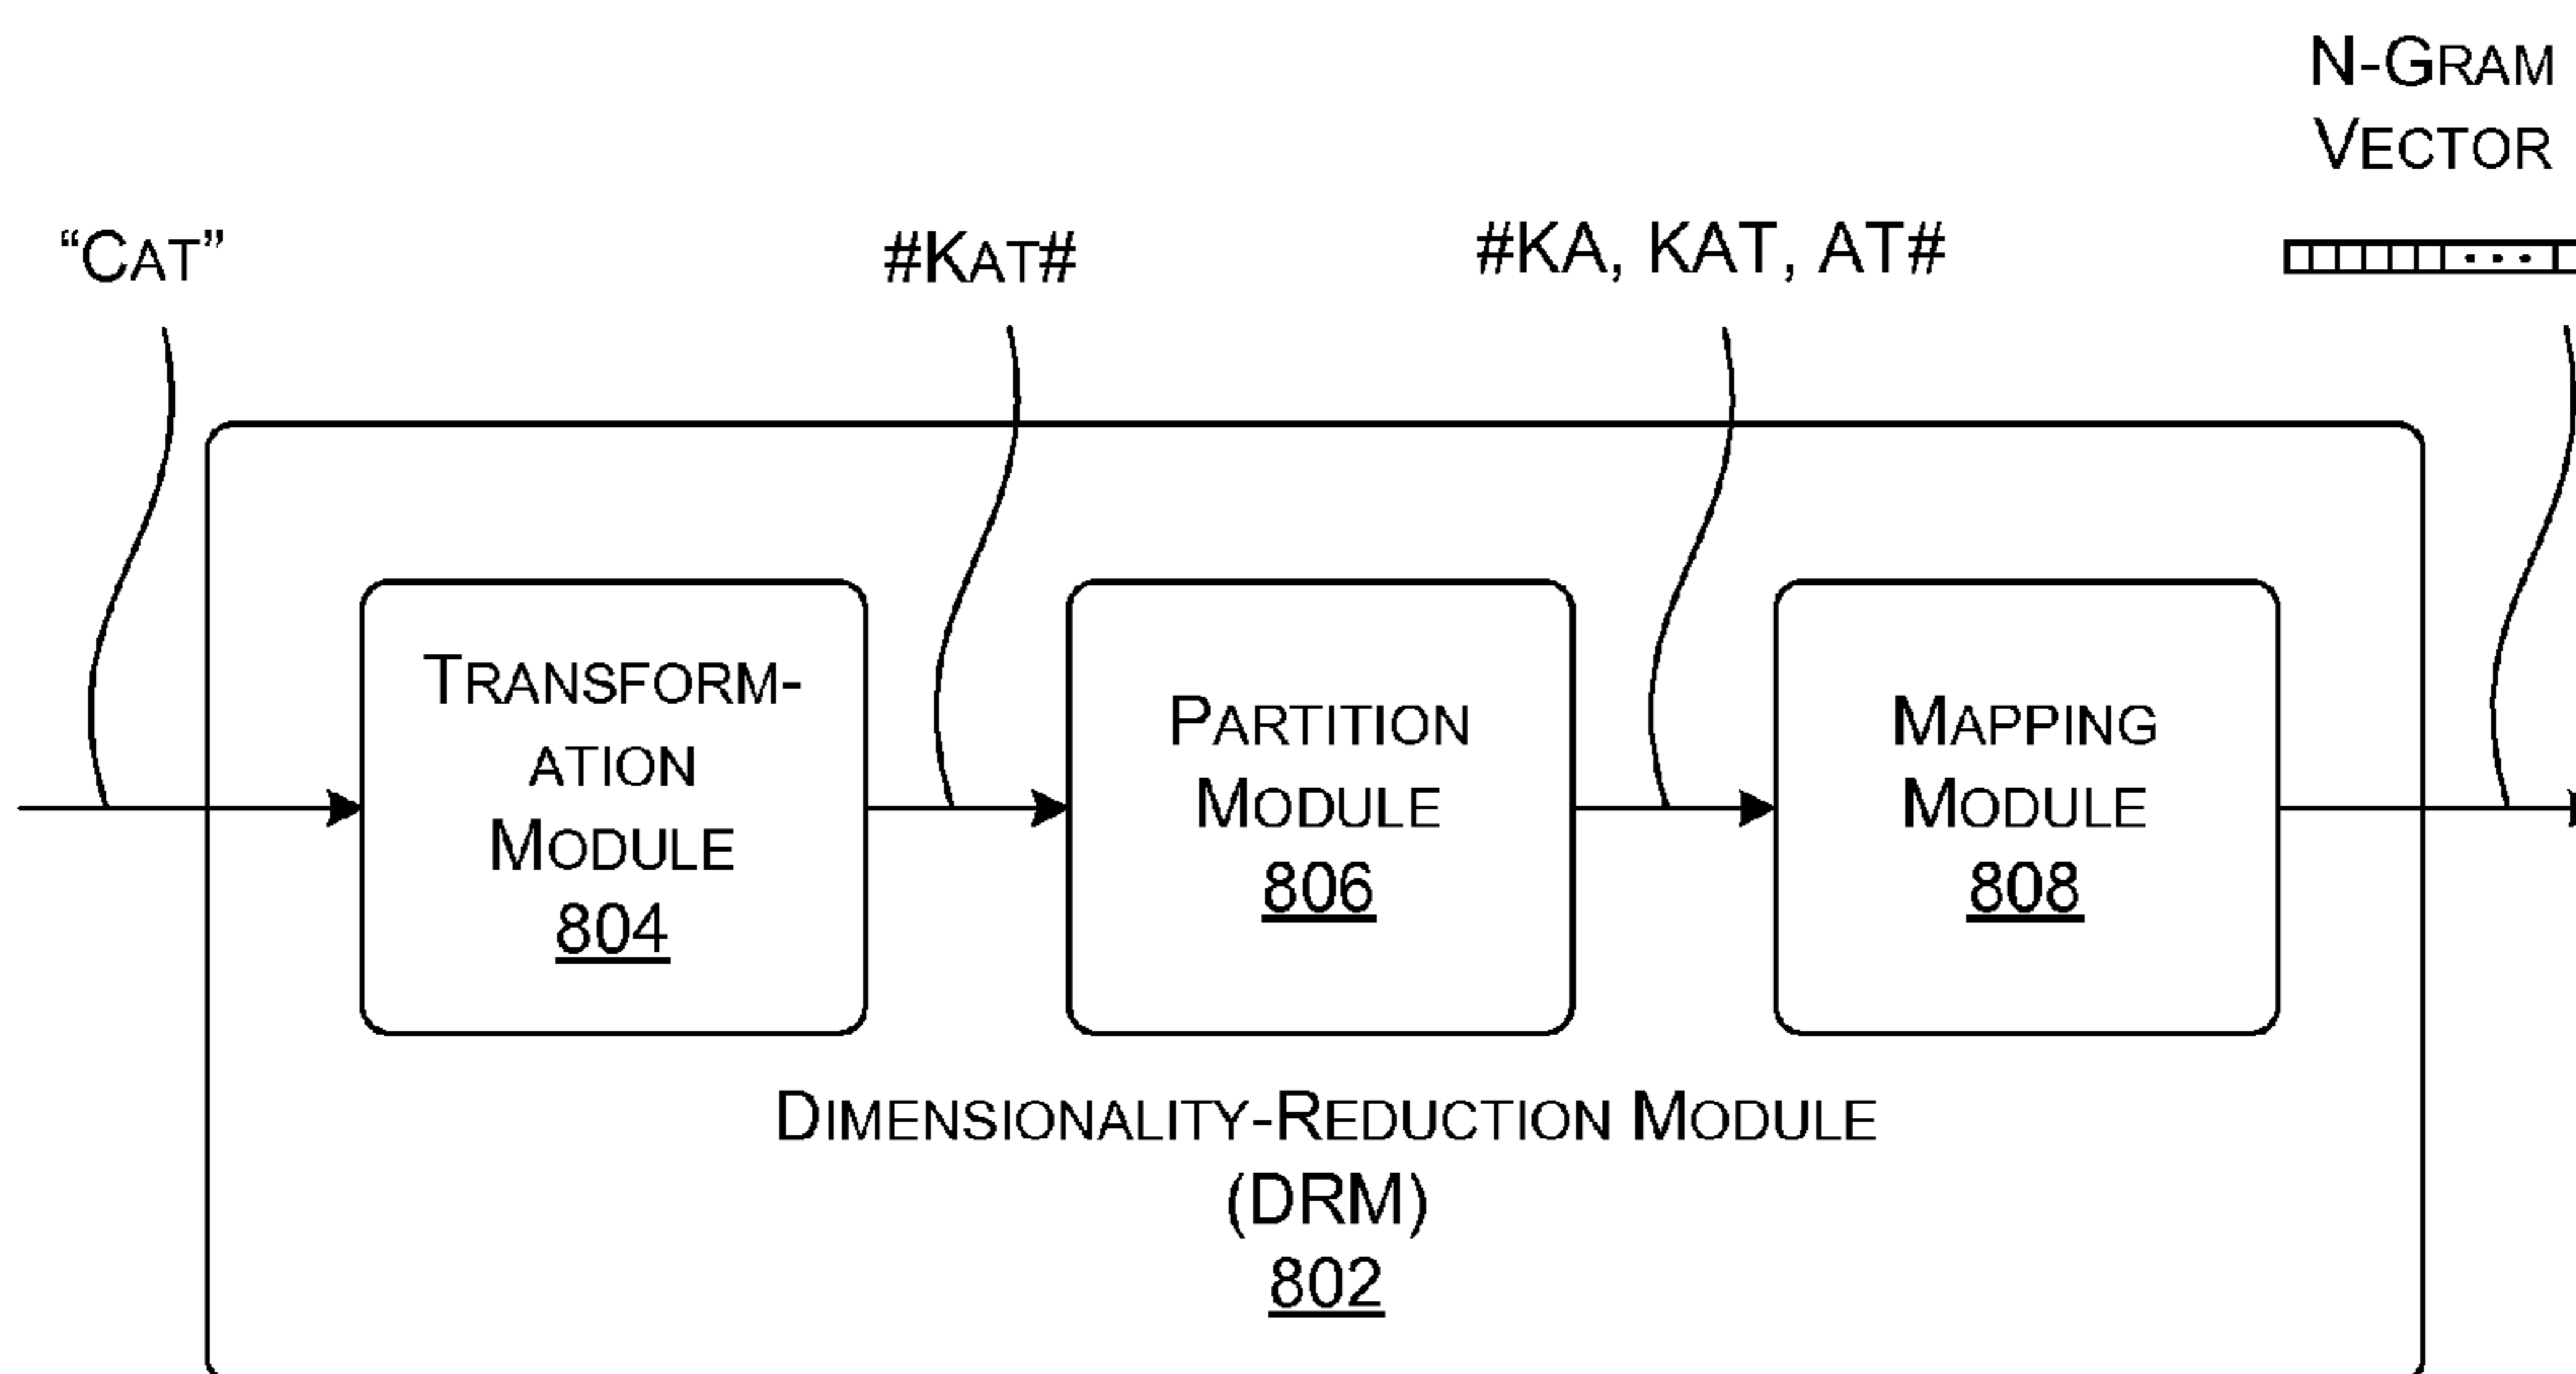 N-GRAM
VECTOR
“CAT”
#KAT#
#KA, KAT, AT#
TRANSFORM-
ATION
MODULE
804
PARTITION
MODULE
806
MAPPING
MODULE
808
DIMENSIONALITY-REDUCTION MODULE
(DRM)
802